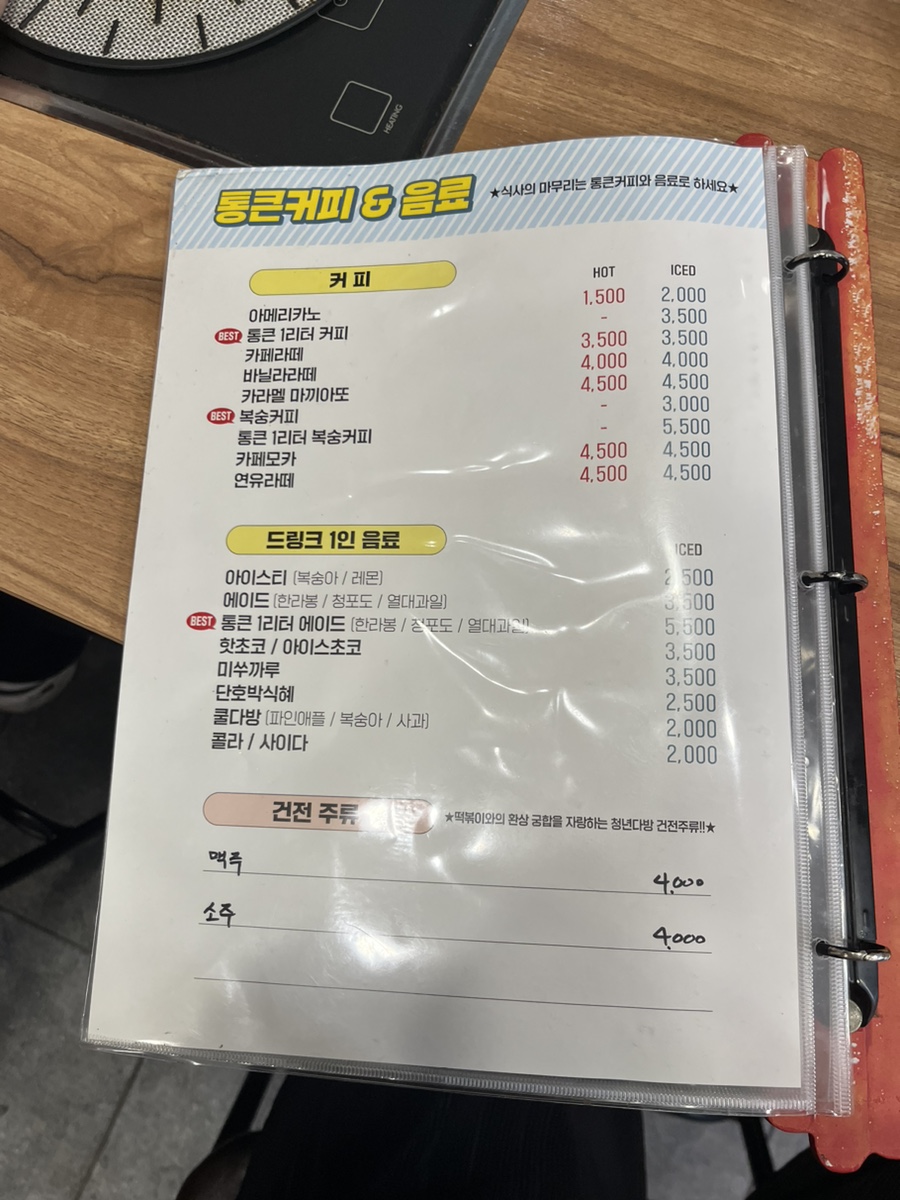 HEATING
통큰커피 & 음료 ★식사의 마무리는 통큰커피와 음료로 하세요★
커 피 HOT ICED
아메리카노 1,500 2,000
BEST 통큰 1리터 커피 - 3,500
카페라떼 3,500 3,500
바닐라라떼 4,000 4,000
카라멜 마끼아또 4,500 4,500
BEST 복숭커피 - 3,000
통큰 1리터 복숭커피 - 5,500
카페모카 4,500 4,500
연유라떼 4,500 4,500
드링크 1인 음료 ICED
아이스티 (복숭아 / 레몬) 2,500
에이드 (한라봉 / 청포도 / 열대과일) 3,500
BEST 통큰 1리터 에이드 (한라봉 / 청포도 / 열대과일) 5,500
핫초코 / 아이스초코 3,500
미쑤까루 3,500
단호박식혜 2,500
쿨다방 (파인애플 / 복숭아 / 사과) 2,000
콜라 / 사이다 2,000
건전 주류 ★떡볶이와의 환상 궁합을 자랑하는 청년다방 건전주류!!★
맥주 4,000
소주 4,000